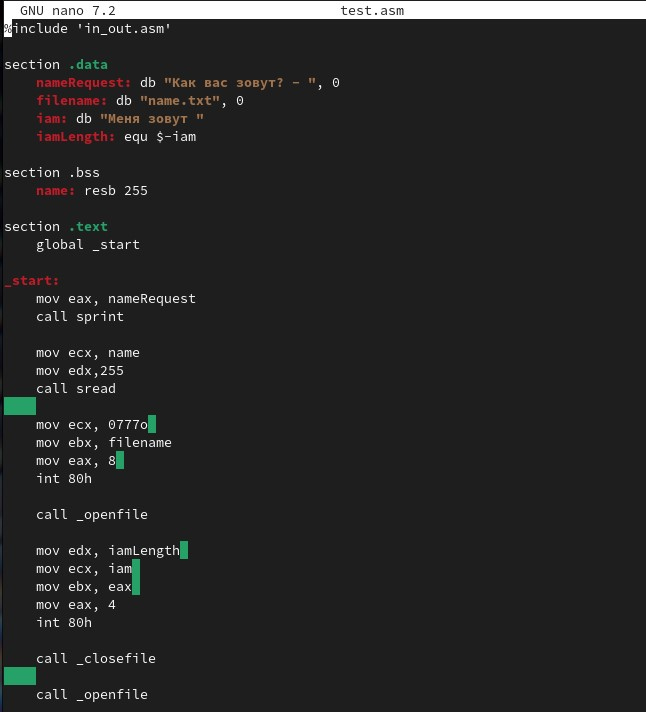 GNU nano 7.2 test.asm
%include 'in_out.asm'
section .data
nameRequest: db "Как вас зовут? - ", 0
filename: db "name.txt", 0
iam: db "Меня зовут "
iamLength: equ $-iam
section .bss
name: resb 255
section .text
global _start
_start:
mov eax, nameRequest
call sprint
mov ecx, name
mov edx,255
call sread
mov ecx, 0777o
mov ebx, filename
mov eax, 8
int 80h
call _openfile
mov edx, iamLength
mov ecx, iam
mov ebx, eax
mov eax, 4
int 80h
call _closefile
call _openfile